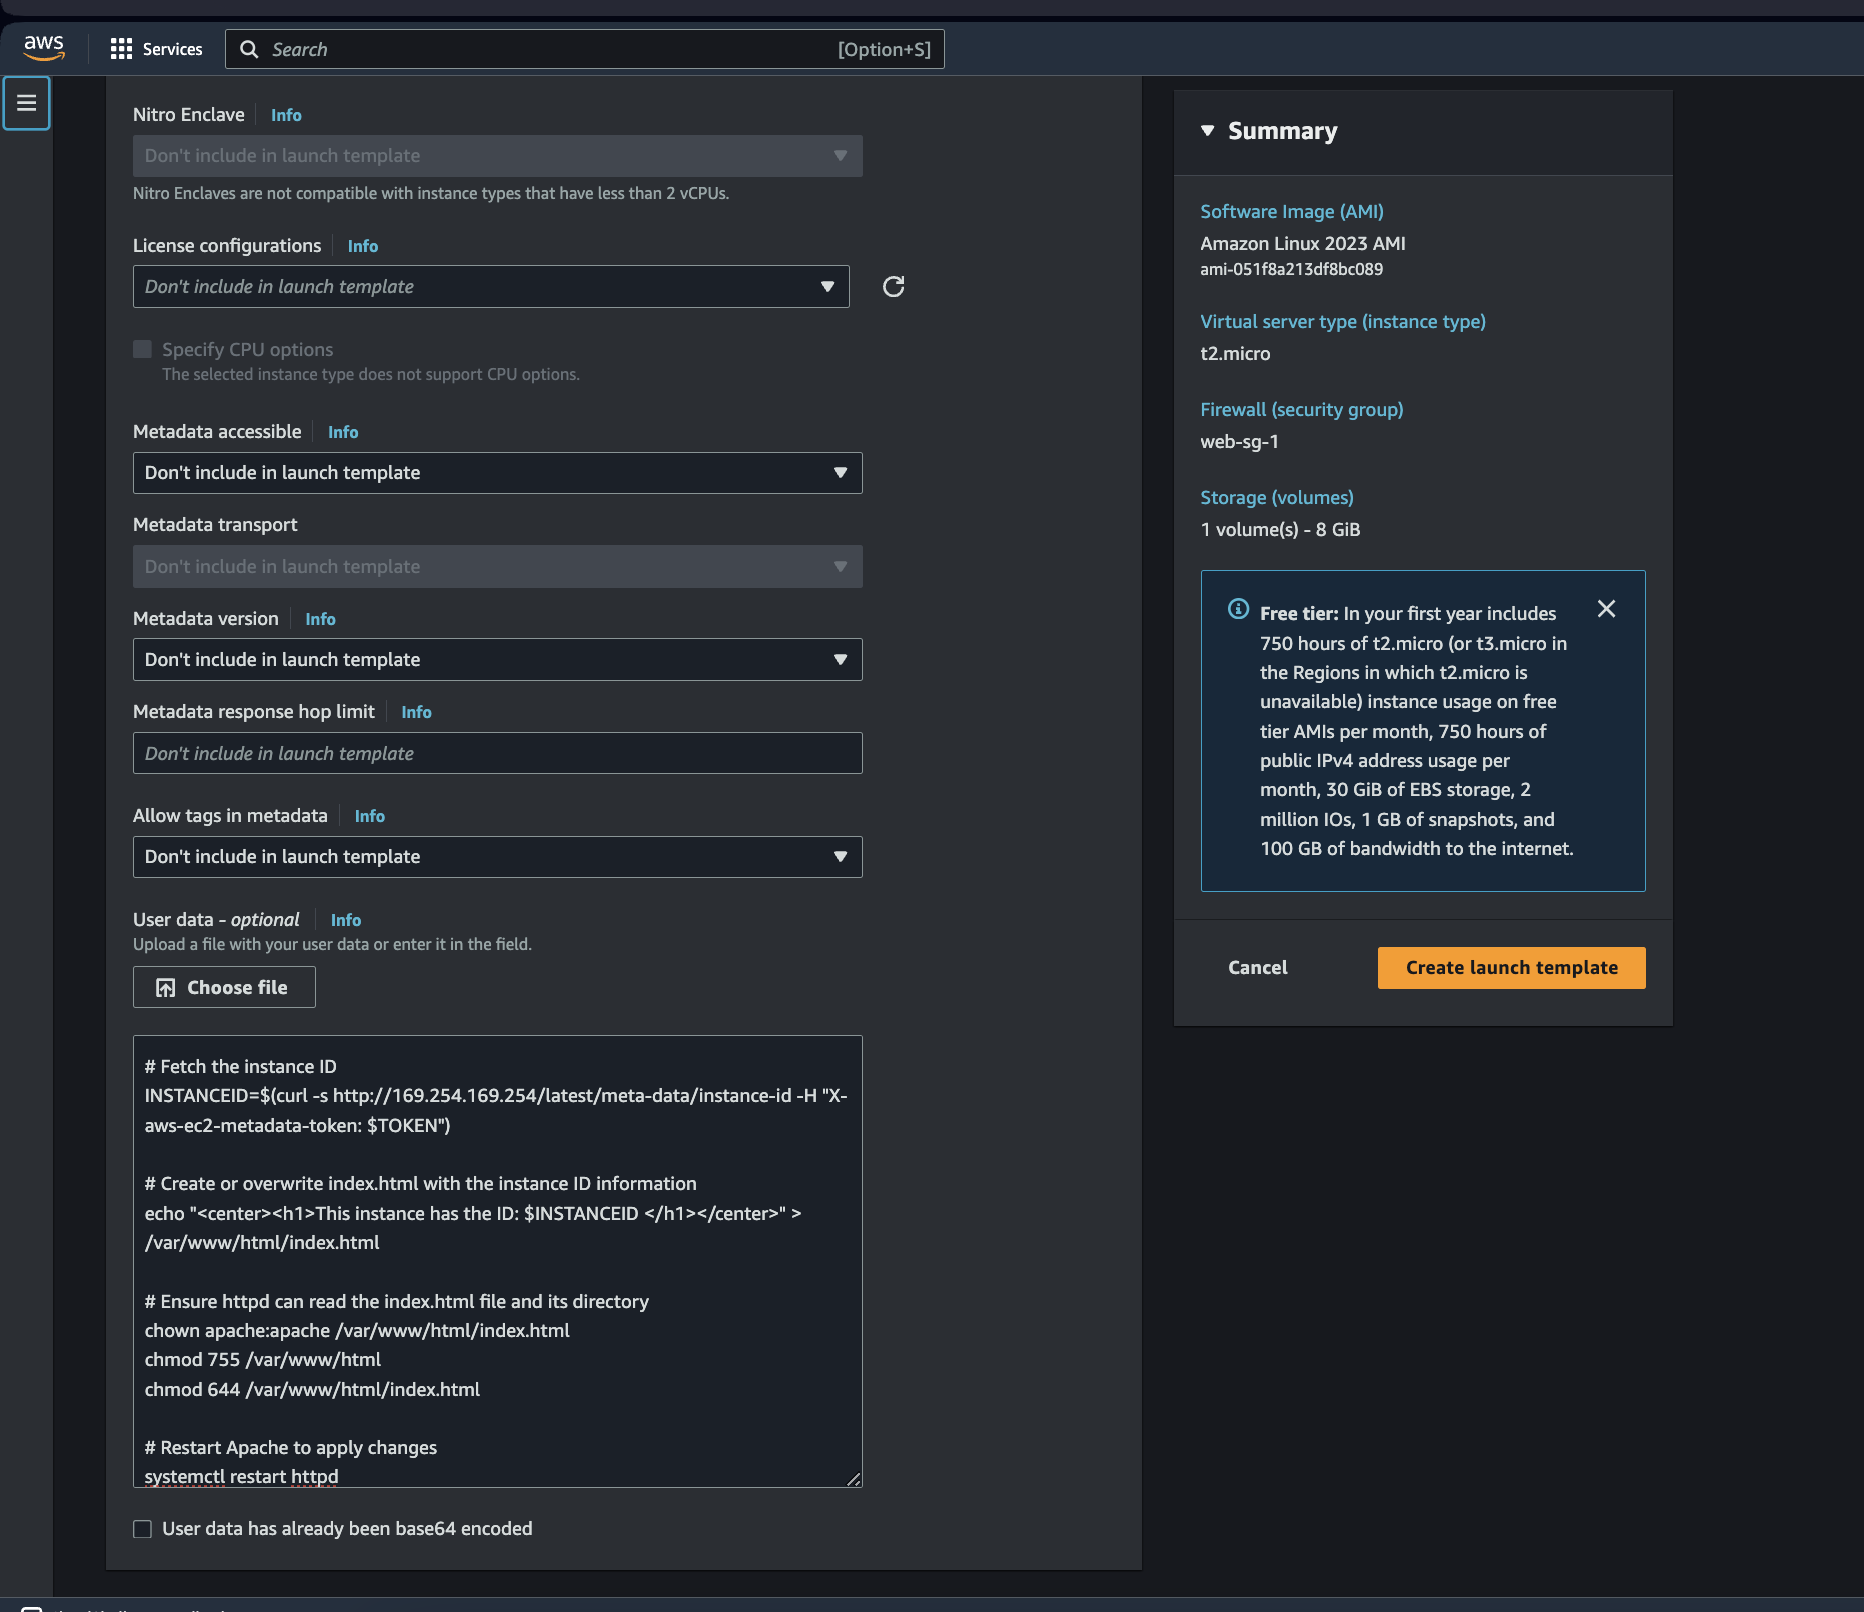 aws
Services
Search
[Option+S]
Nitro Enclave
Info
Don't include in launch template
Nitro Enclaves are not compatible with instance types that have less than 2 vCPUs.
License configurations
Info
Don't include in launch template
Specify CPU options
The selected instance type does not support CPU options.
Metadata accessible
Info
Don't include in launch template
Metadata transport
Don't include in launch template
Metadata version
Info
Don't include in launch template
Metadata response hop limit
Info
Don't include in launch template
Allow tags in metadata
Info
Don't include in launch template
User data - optional
Info
Upload a file with your user data or enter it in the field.
Choose file
# Fetch the instance ID
INSTANCEID=$(curl -s http://169.254.169.254/latest/meta-data/instance-id -H "X-
aws-ec2-metadata-token: $TOKEN")
# Create or overwrite index.html with the instance ID information
echo "<center><h1>This instance has the ID: $INSTANCEID </h1></center>" >
/var/www/html/index.html
# Ensure httpd can read the index.html file and its directory
chown apache:apache /var/www/html/index.html
chmod 755 /var/www/html
chmod 644 /var/www/html/index.html
# Restart Apache to apply changes
systemctl restart httpd
User data has already been base64 encoded
Summary
Software Image (AMI)
Amazon Linux 2023 AMI
ami-051f8a213df8bc089
Virtual server type (instance type)
t2.micro
Firewall (security group)
web-sg-1
Storage (volumes)
1 volume(s) - 8 GiB
Free tier: In your first year includes
750 hours of t2.micro (or t3.micro in
the Regions in which t2.micro is
unavailable) instance usage on free
tier AMIs per month, 750 hours of
public IPv4 address usage per
month, 30 GiB of EBS storage, 2
million IOs, 1 GB of snapshots, and
100 GB of bandwidth to the internet.
Cancel
Create launch template